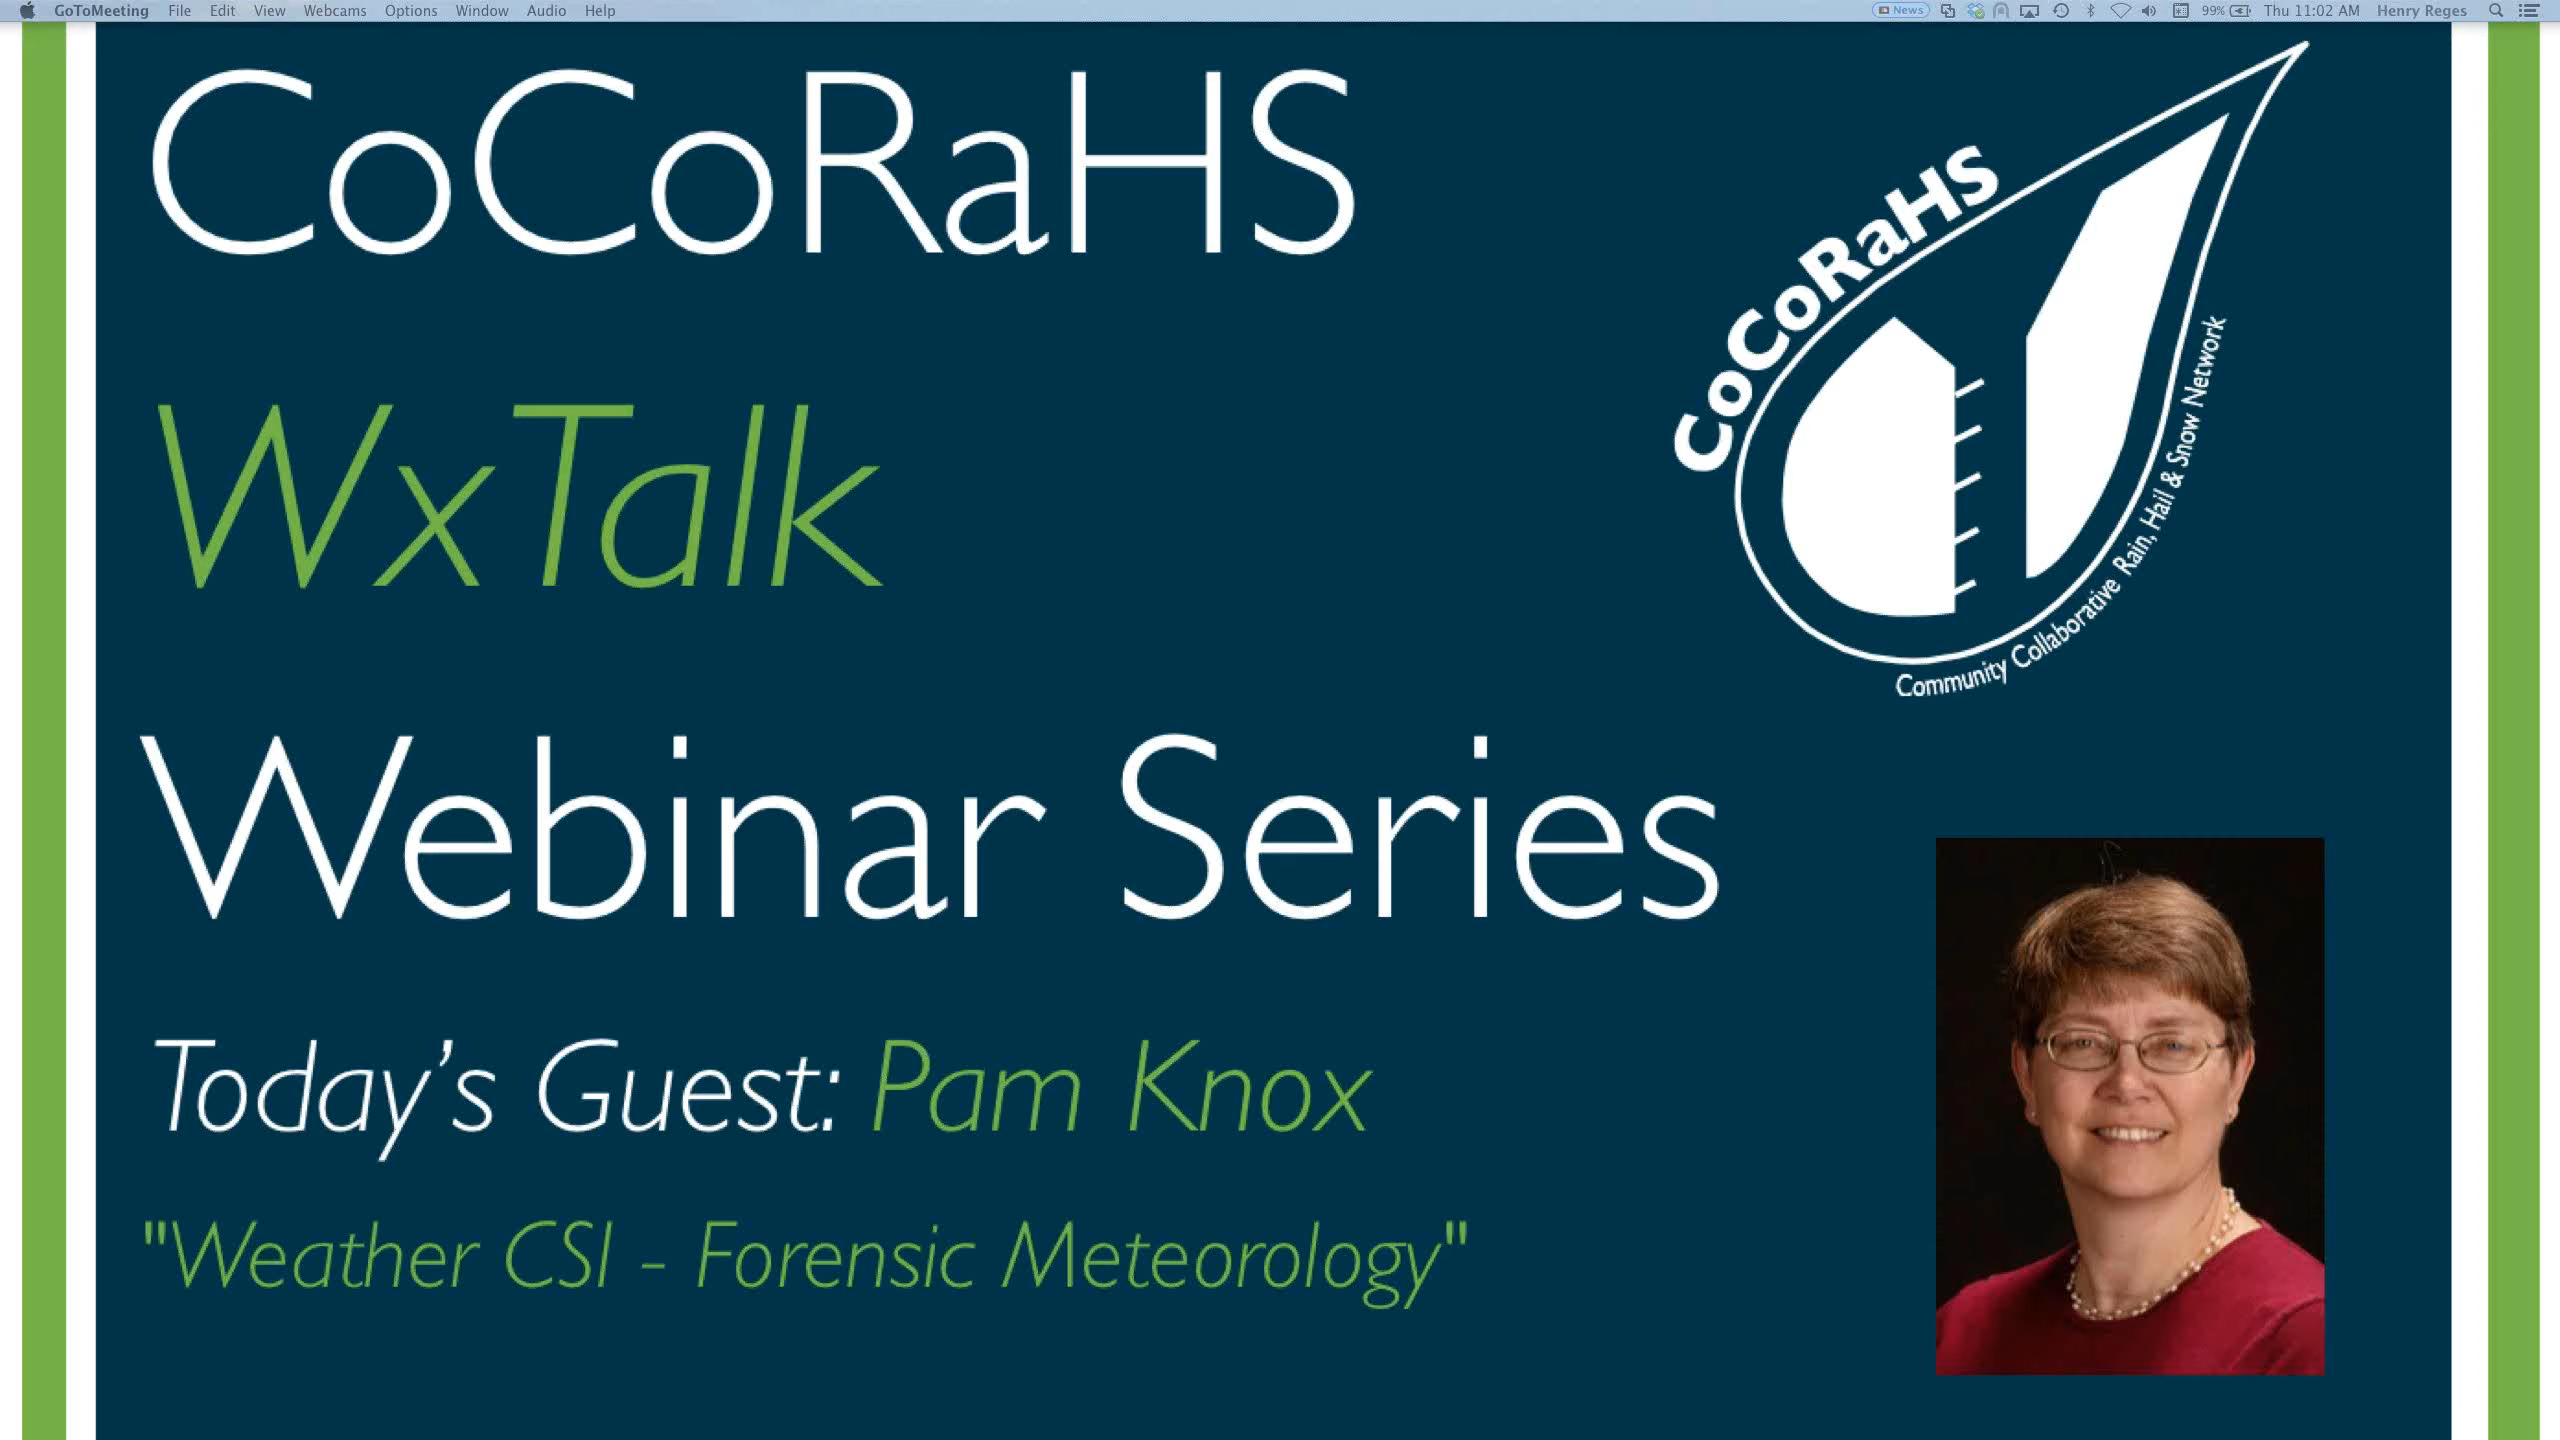 GoToMeeting File Edit View Webcams Options Window Audio Help News 99% Thu 11:02 AM Henry Reges
CoCoRaHS
WxTalk
Webinar Series
Today's Guest: Pam Knox
"Weather CSI - Forensic Meteorology"
CoCoRaHS
Community Collaborative Rain, Hail & Snow Network